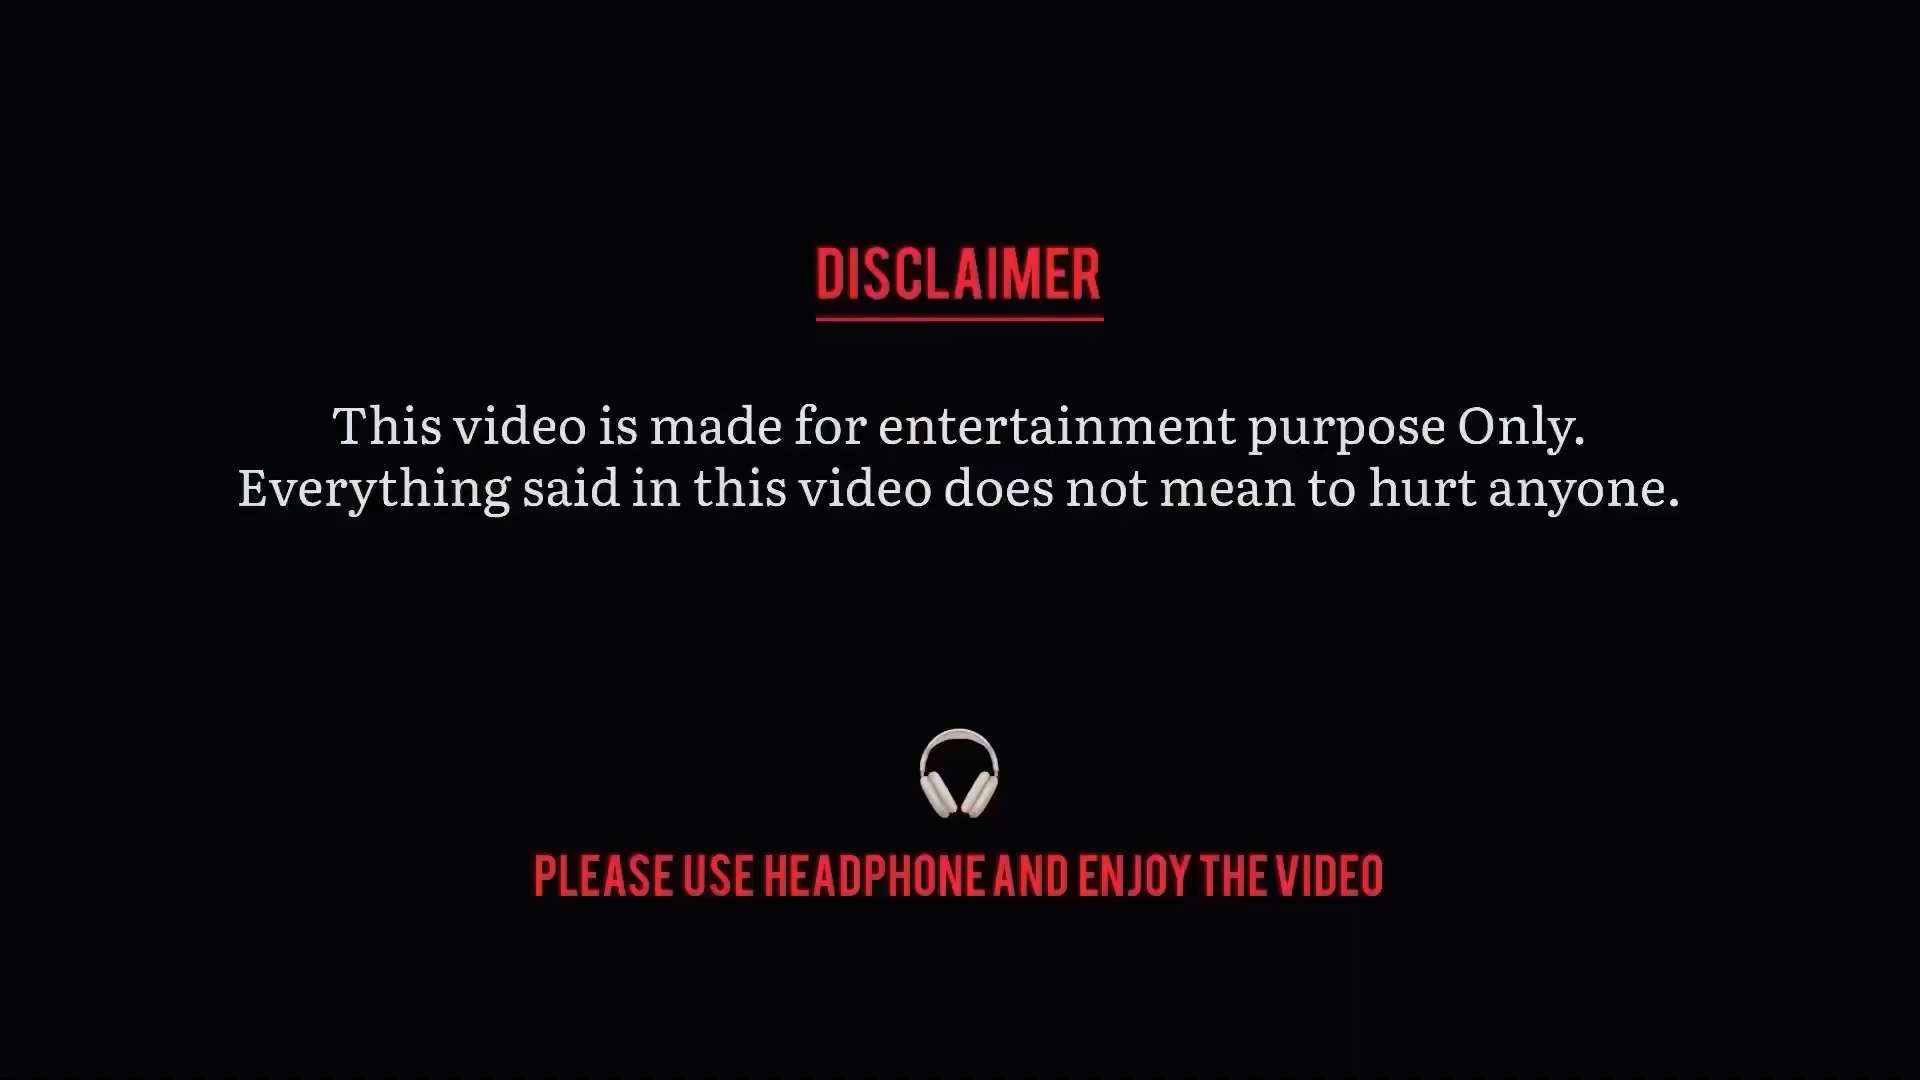 DISCLAIMER
This video is made for entertainment purpose Only.
Everything said in this video does not mean to hurt anyone.
PLEASE USE HEADPHONE AND ENJOY THE VIDEO